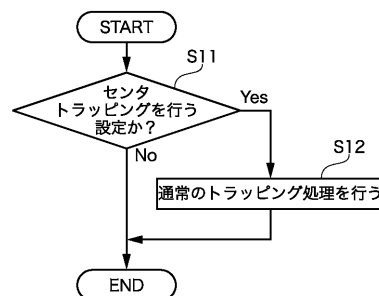 START
S11
センタ
トラッピングを行う
設定か？
Yes
No
S12
通常のトラッピング処理を行う
END